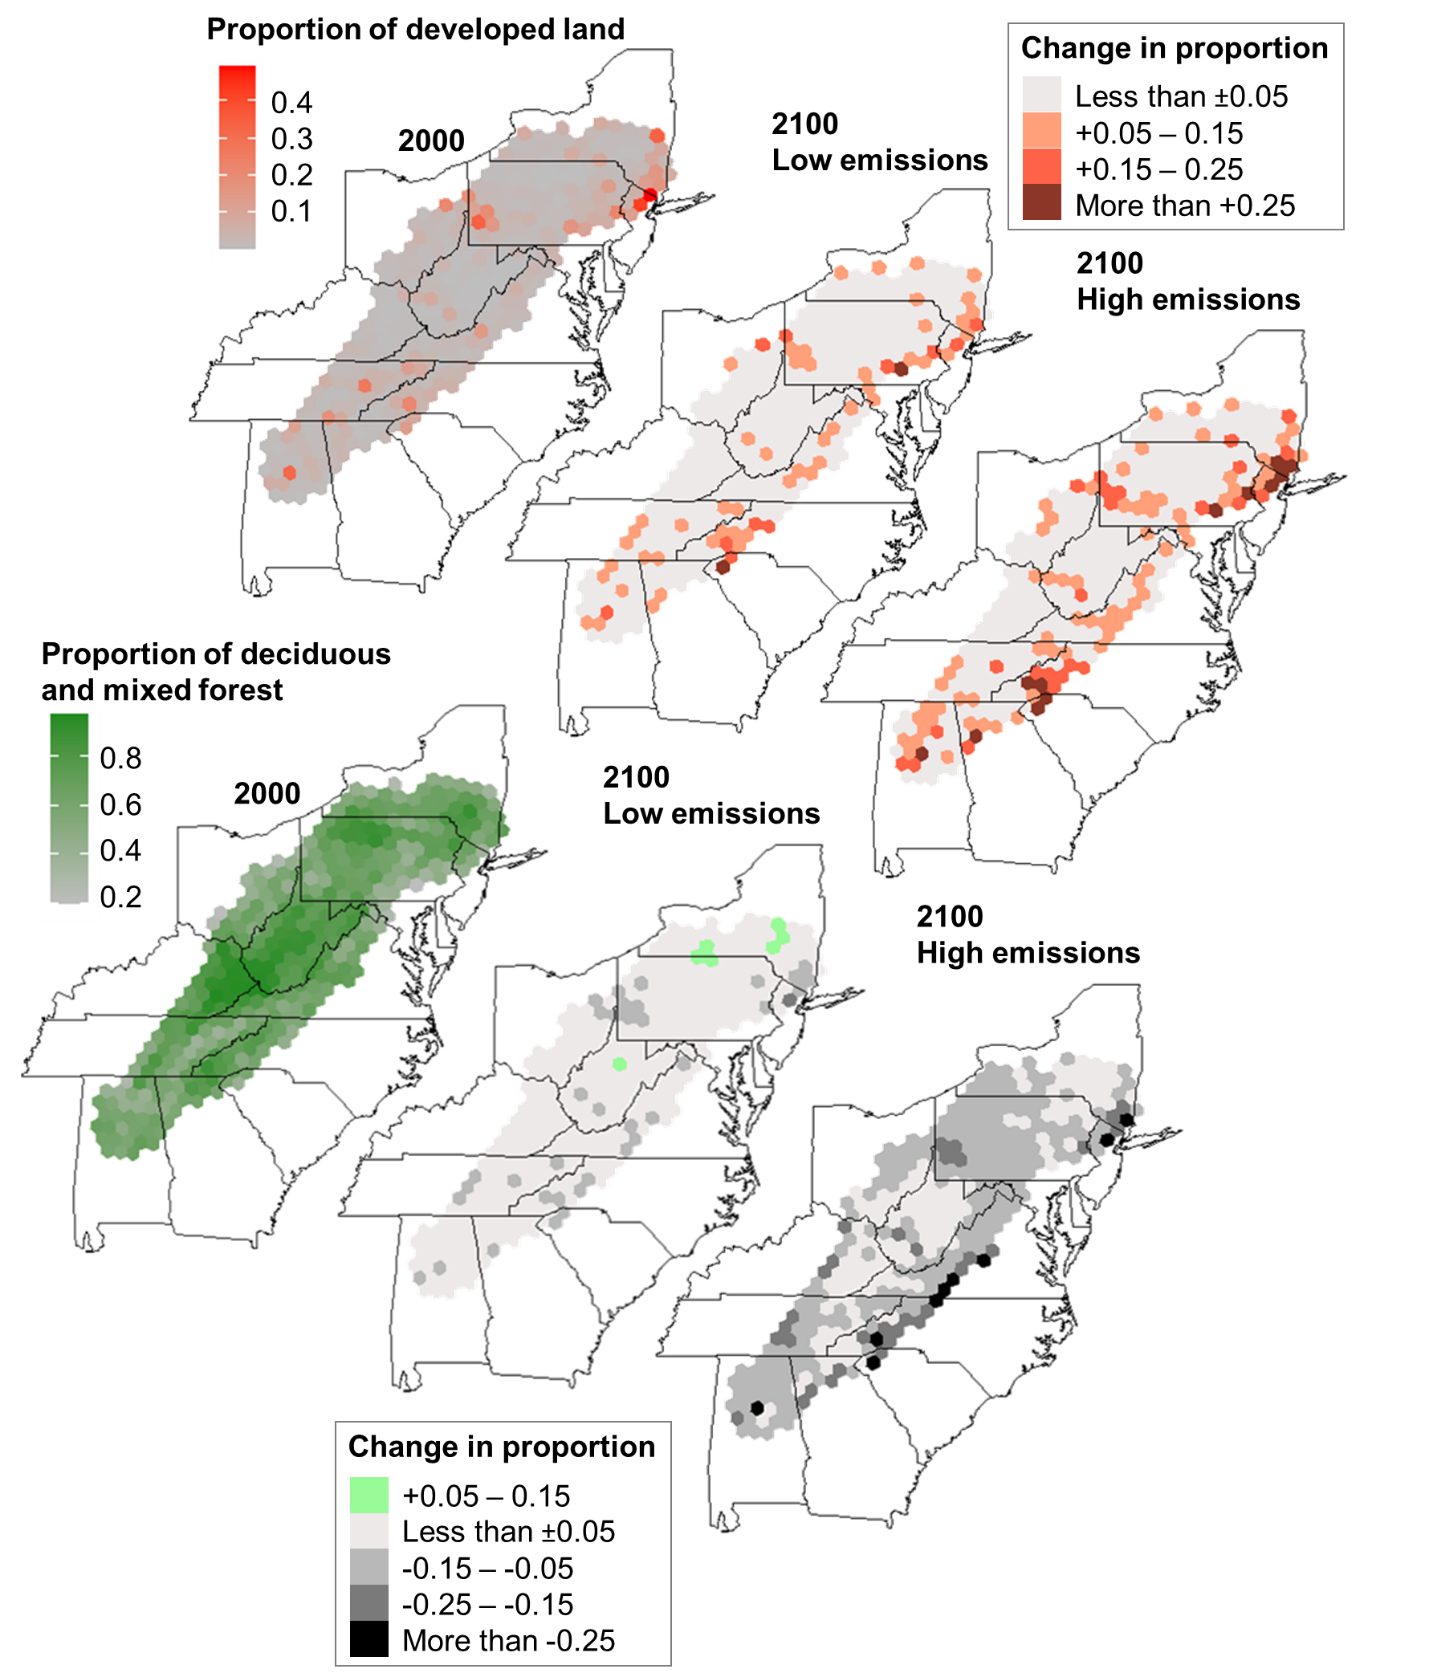 Proportion of developed land
0.4
0.3
0.2
0.1
2000
2100
Low emissions
Change in proportion
Less than ±0.05
+0.05 – 0.15
+0.15 – 0.25
More than +0.25
2100
High emissions
Proportion of deciduous
and mixed forest
0.8
0.6
0.4
0.2
2000
2100
Low emissions
2100
High emissions
Change in proportion
+0.05 – 0.15
Less than ±0.05
-0.15 – -0.05
-0.25 – -0.15
More than -0.25